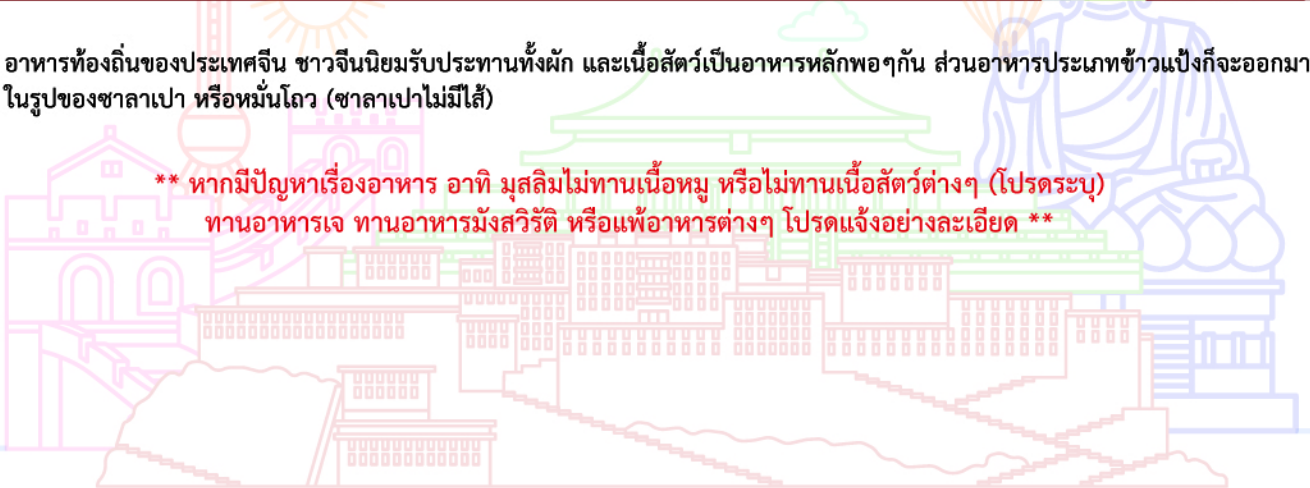 อาหารท้องถิ่นของประเทศจีน ชาวจีนนิยมรับประทานทั้งผัก และเนื้อสัตว์เป็นอาหารหลักพอๆกัน ส่วนอาหารประเภทข้าวแป้งก็จะออกมา
ในรูปของซาลาเปา หรือหมั่นโถว (ซาลาเปาไม่มีไส้)
** หากมีปัญหาเรื่องอาหาร อาทิ มุสลิมไม่ทานเนื้อหมู หรือไม่ทานเนื้อสัตว์ต่างๆ (โปรดระบุ)
ทานอาหารเจ ทานอาหารมังสวิรัติ หรือแพ้อาหารต่างๆ โปรดแจ้งอย่างละเอียด **